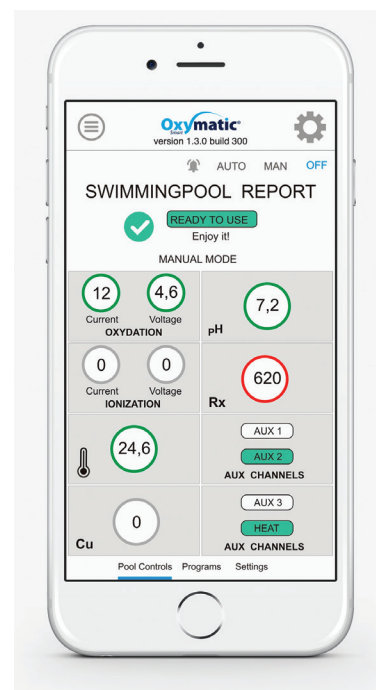 Oxymatic®
Smart
version 1.3.0 build 300
AUTO MAN OFF
SWIMMINGPOOL REPORT
READY TO USE
Enjoy it!
MANUAL MODE
12 4,6
Current Voltage
OXYDATION
7,2
pH
0 0
Current Voltage
IONIZATION
620
Rx
24,6
AUX 1
AUX 2
AUX CHANNELS
0
Cu
AUX 3
HEAT
AUX CHANNELS
Pool Controls Programs Settings